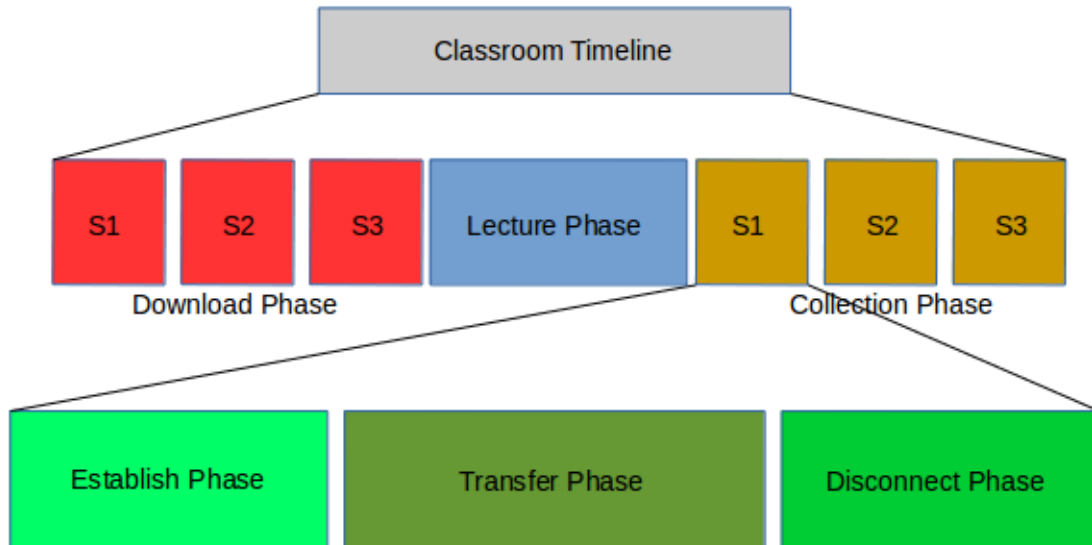 Classroom Timeline
S1
S2
S3
Lecture Phase
S1
S2
S3
Download Phase
Collection Phase
Establish Phase
Transfer Phase
Disconnect Phase